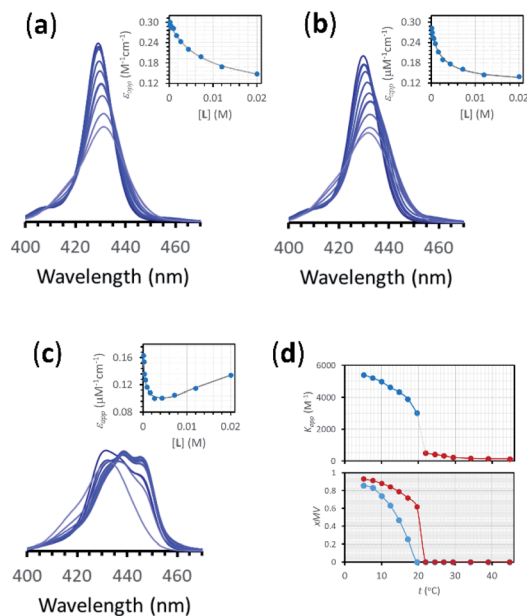 (a)
ε_app (M⁻¹cm⁻¹)
0.30
0.24
0.18
0.12
0 0.01 0.02
[L] (M)
400 420 440 460
Wavelength (nm)
(b)
ε_app (μM⁻¹cm⁻¹)
0.30
0.24
0.18
0.12
0 0.01 0.02
[L] (M)
400 420 440 460
Wavelength (nm)
(c)
ε_app (μM⁻¹cm⁻¹)
0.16
0.12
0.08
0 0.01 0.02
[L] (M)
400 420 440 460
Wavelength (nm)
(d)
K_app (M⁻¹)
6000
4000
2000
0
xMV
1
0.8
0.6
0.4
0.2
0
0 10 20 30 40
t (°C)